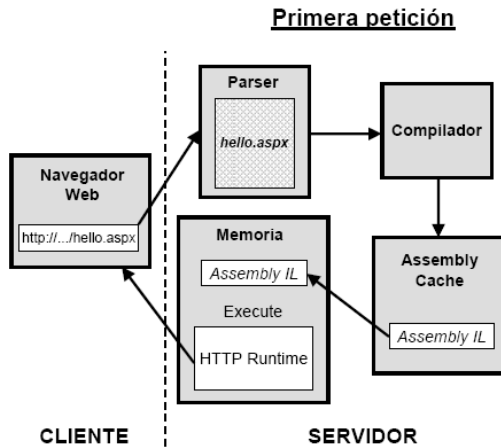 Primera petición
Parser
hello.aspx
Compilador
Navegador
Web
http://.../hello.aspx
Memoria
Assembly IL
Execute
HTTP Runtime
Assembly
Cache
Assembly IL
CLIENTE
SERVIDOR